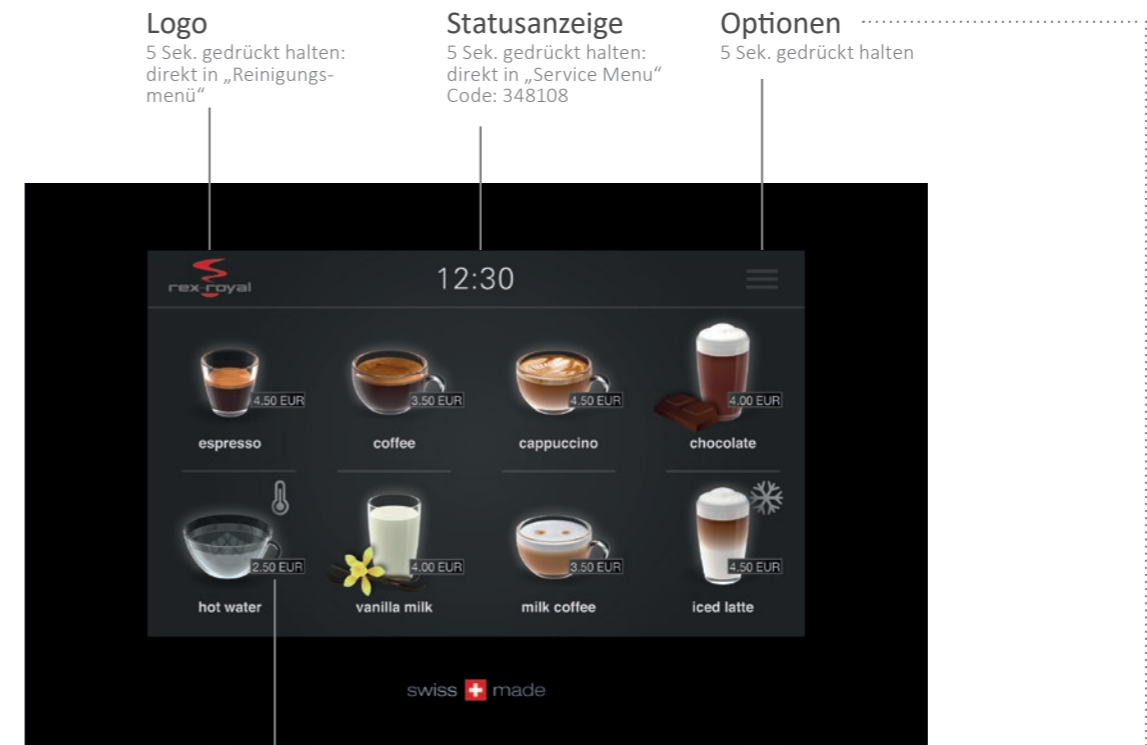 Logo
5 Sek. gedrückt halten:
direkt in „Reinigungs-
menü“
Statusanzeige
5 Sek. gedrückt halten:
direkt in „Service Menu“
Code: 348108
Optionen
5 Sek. gedrückt halten
rex-royal
12:30
4.50 EUR
3.50 EUR
4.50 EUR
4.00 EUR
espresso
coffee
cappuccino
chocolate
2.50 EUR
4.00 EUR
3.50 EUR
4.50 EUR
hot water
vanilla milk
milk coffee
iced latte
swiss made